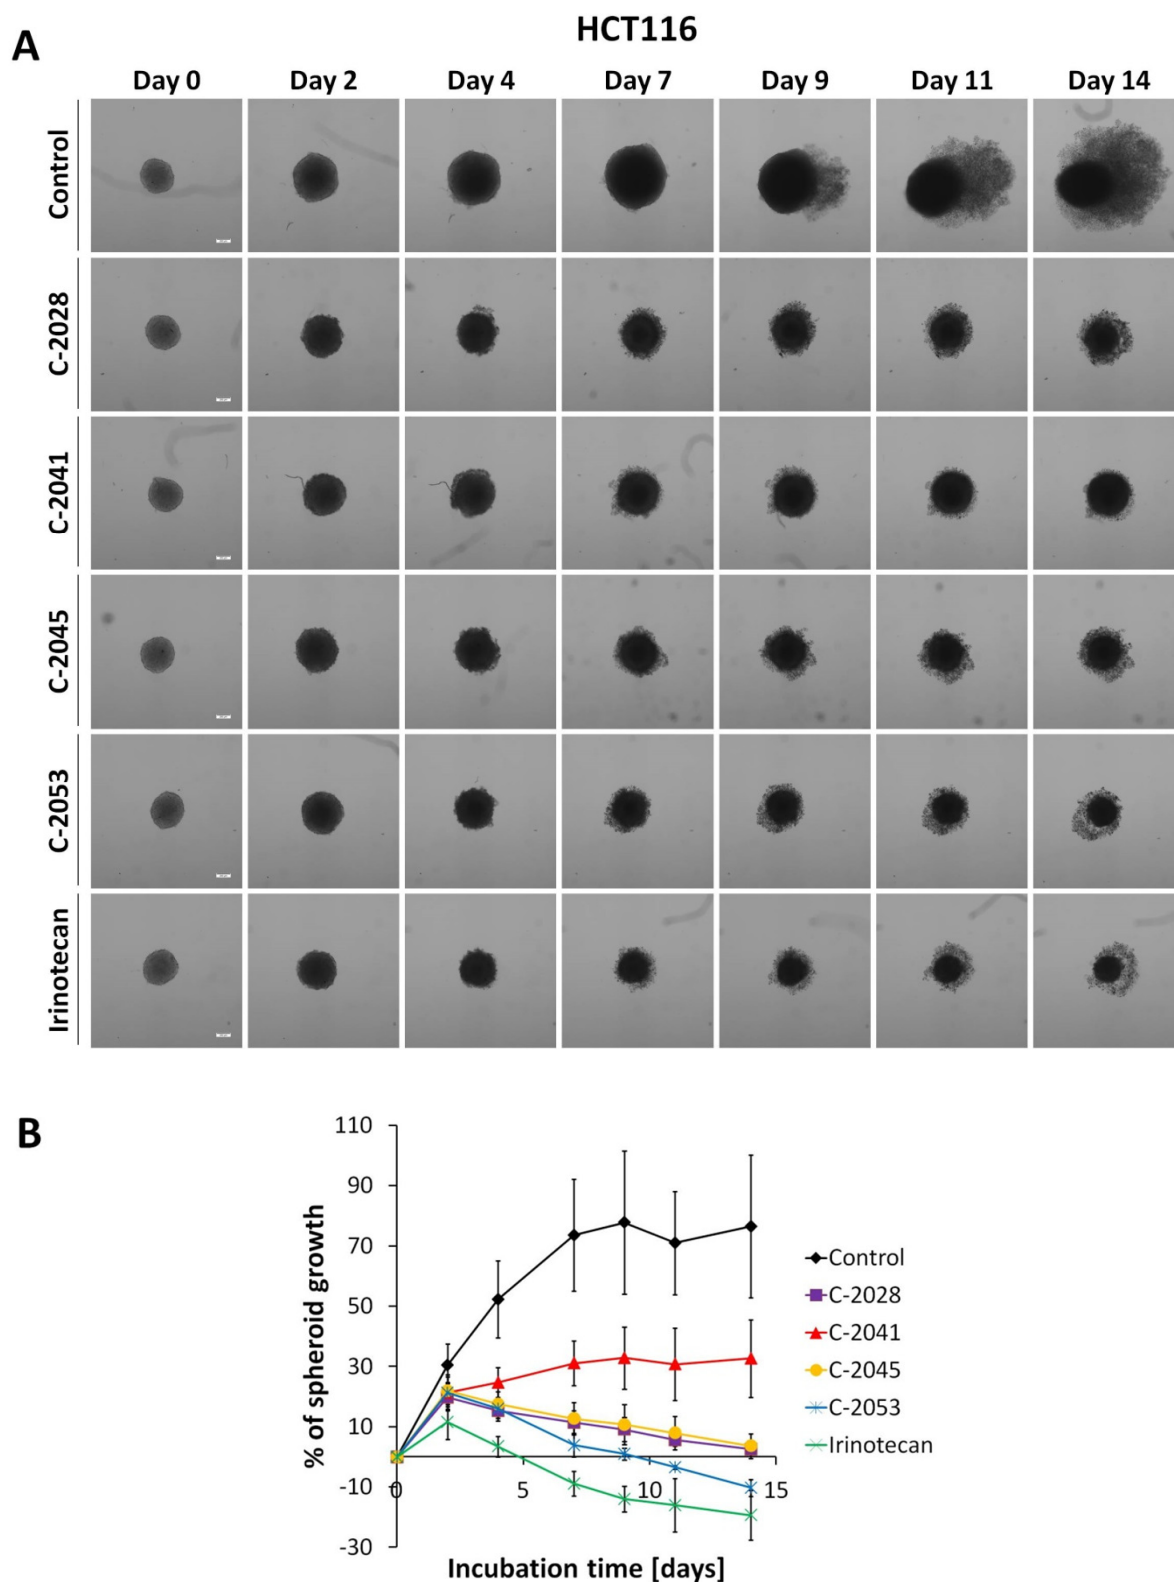 A
HCT116
Day 0 Day 2 Day 4 Day 7 Day 9 Day 11 Day 14
Control
C-2028
C-2041
C-2045
C-2053
Irinotecan
B
110
90
70
50
30
10
-10
-30
0 5 10 15
% of spheroid growth
Incubation time [days]
Control
C-2028
C-2041
C-2045
C-2053
Irinotecan